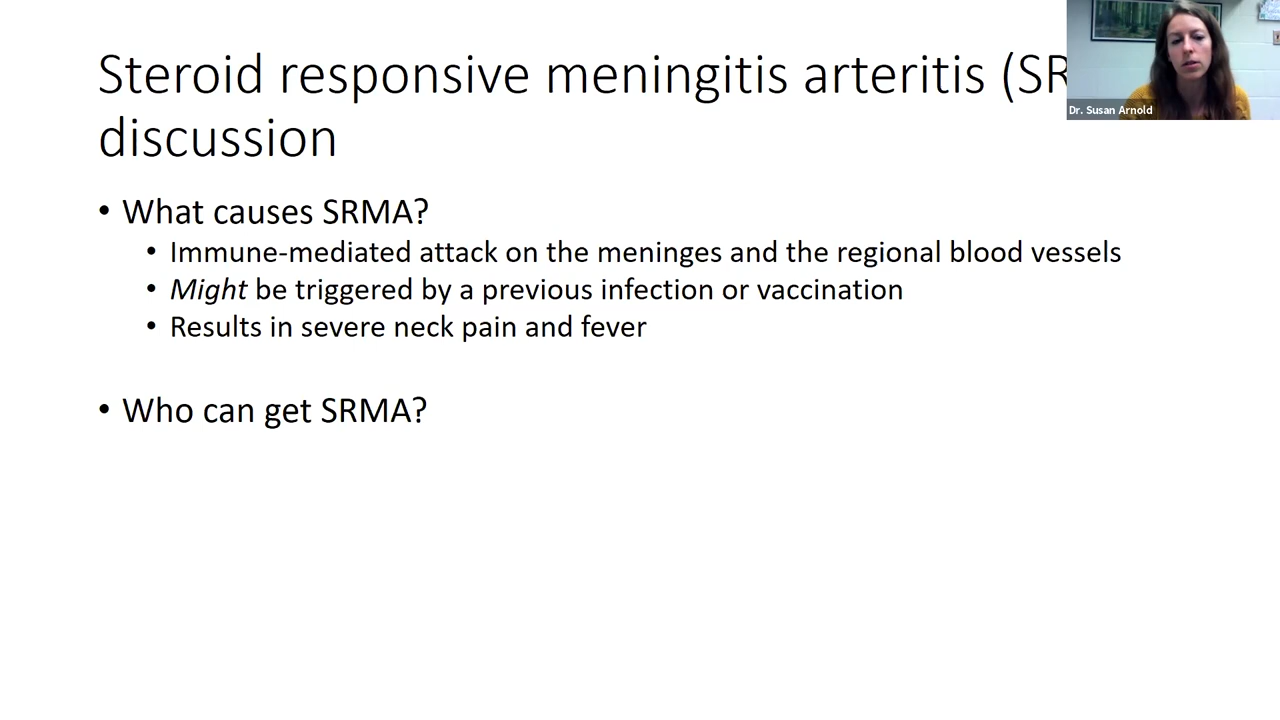 Steroid responsive meningitis arteritis (SR
discussion
Dr. Susan Arnold
• What causes SRMA?
• Immune-mediated attack on the meninges and the regional blood vessels
• Might be triggered by a previous infection or vaccination
• Results in severe neck pain and fever
• Who can get SRMA?